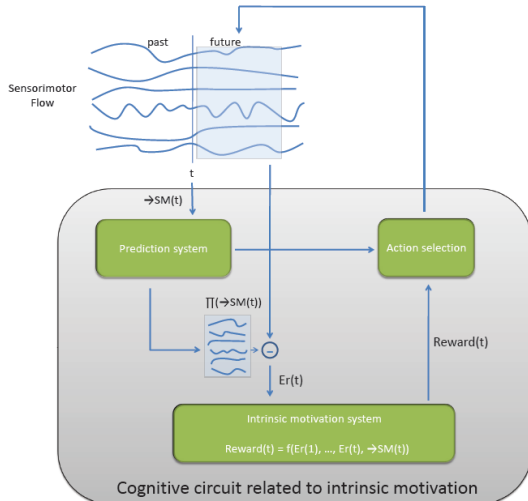 past
future
Sensorimotor
Flow
t
→SM(t)
Prediction system
Action selection
∏(→SM(t))
−
Er(t)
Reward(t)
Intrinsic motivation system
Reward(t) = f(Er(1), ..., Er(t), →SM(t))
Cognitive circuit related to intrinsic motivation